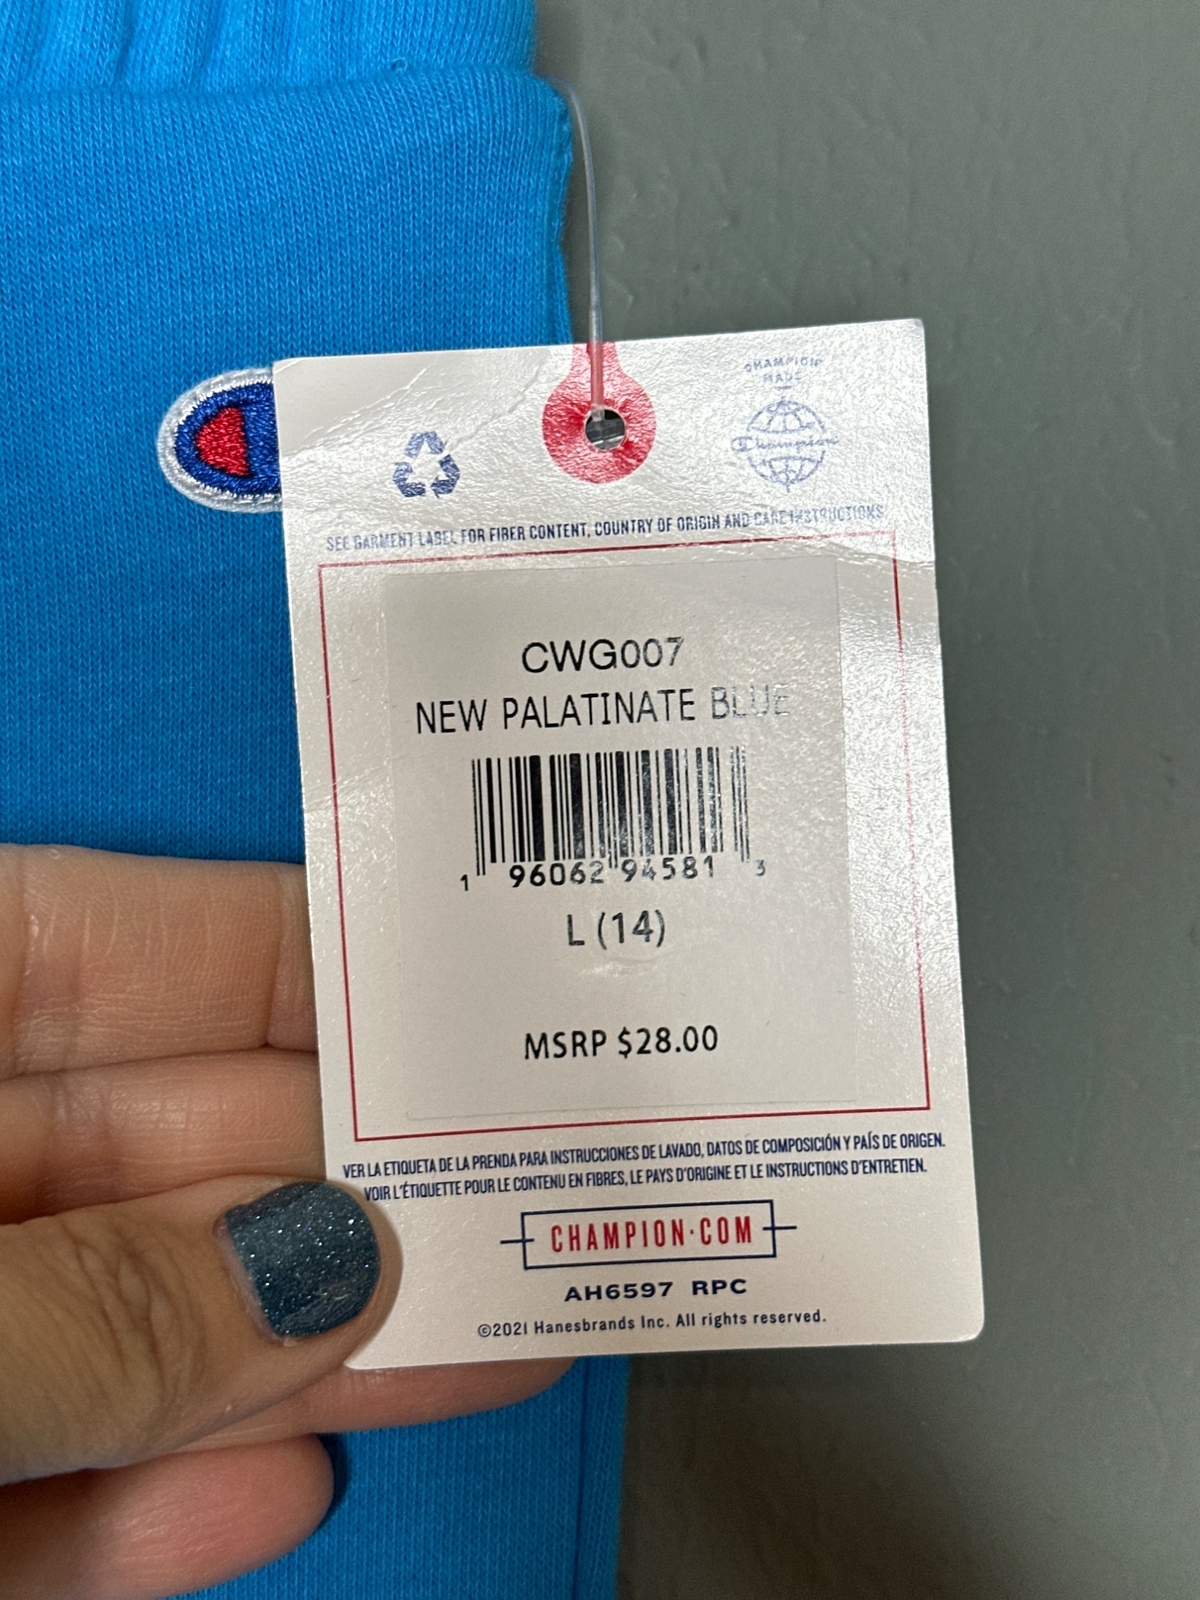 CHAMPION
MADE
Champion
SEE GARMENT LABEL FOR FIBER CONTENT, COUNTRY OF ORIGIN AND CARE INSTRUCTIONS
CWG007
NEW PALATINATE BLUE
1 96062 94581 3
L (14)
MSRP $28.00
VER LA ETIQUETA DE LA PRENDA PARA INSTRUCCIONES DE LAVADO, DATOS DE COMPOSICIÓN Y PAÍS DE ORIGEN.
VOIR L'ÉTIQUETTE POUR LE CONTENU EN FIBRES, LE PAYS D'ORIGINE ET LE INSTRUCTIONS D'ENTRETIEN.
CHAMPION·COM
AH6597 RPC
©2021 Hanesbrands Inc. All rights reserved.